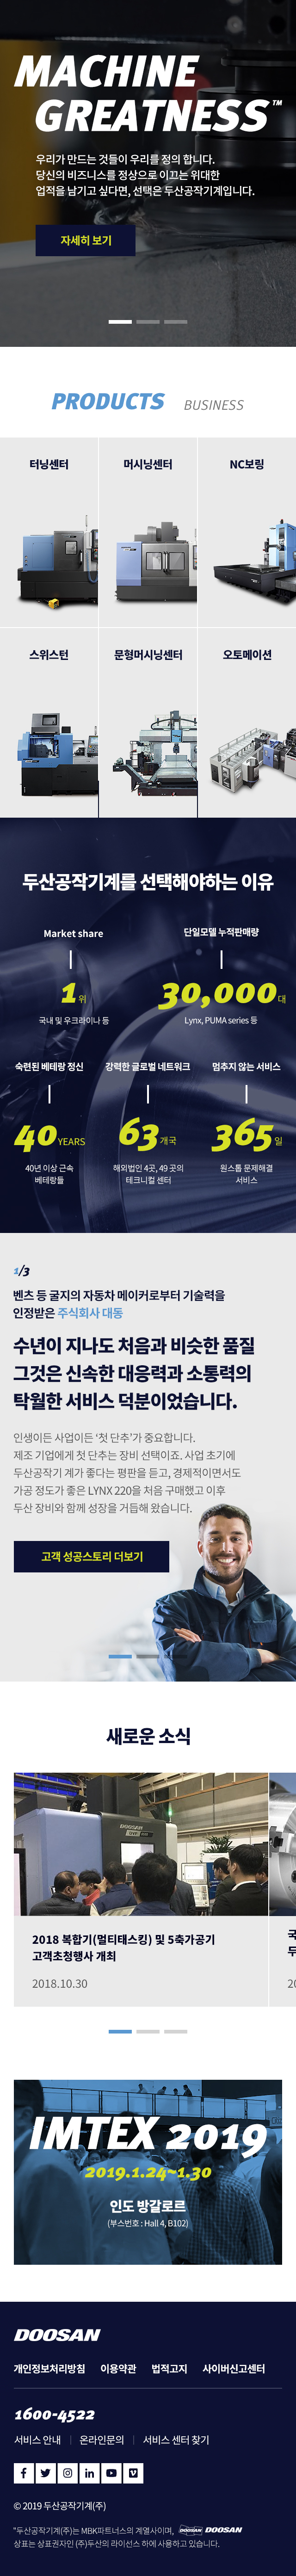 MACHINE
GREATNESS™
우리가 만드는 것들이 우리를 정의 합니다.
당신의 비즈니스를 정상으로 이끄는 위대한
업적을 남기고 싶다면, 선택은 두산공작기계입니다.
자세히 보기
PRODUCTS BUSINESS
터닝센터 머시닝센터 NC보링
스위스턴 문형머시닝센터 오토메이션
두산공작기계를 선택해야하는 이유
Market share
1위
국내 및 우크라이나 등
단일모델 누적판매량
30,000대
Lynx, PUMA series 등
숙련된 베테랑 정신
40 YEARS
40년 이상 근속
베테랑들
강력한 글로벌 네트워크
63개국
해외법인 4곳, 49 곳의
테크니컬 센터
멈추지 않는 서비스
365일
원스톱 문제해결
서비스
1/3
벤츠 등 굴지의 자동차 메이커로부터 기술력을
인정받은 주식회사 대동
수년이 지나도 처음과 비슷한 품질
그것은 신속한 대응력과 소통력의
탁월한 서비스 덕분이었습니다.
인생이든 사업이든 ‘첫 단추’가 중요합니다.
제조 기업에게 첫 단추는 장비 선택이죠. 사업 초기에
두산공작기 계가 좋다는 평판을 듣고, 경제적이면서도
가공 정도가 좋은 LYNX 220을 처음 구매했고 이후
두산 장비와 함께 성장을 거듭해 왔습니다.
고객 성공스토리 더보기
새로운 소식
DOOSAN
2018 복합기(멀티태스킹) 및 5축가공기
고객초청행사 개최
2018.10.30
국
두
20
IMTEX 2019
2019.1.24~1.30
인도 방갈로르
(부스번호 : Hall 4, B102)
DOOSAN
개인정보처리방침 이용약관 법적고지 사이버신고센터
1600-4522
서비스 안내 | 온라인문의 | 서비스 센터 찾기
© 2019 두산공작기계(주)
"두산공작기계(주)는 MBK파트너스의 계열사이며, DOOSAN DOOSAN
상표는 상표권자인 (주)두산의 라이선스 하에 사용하고 있습니다.